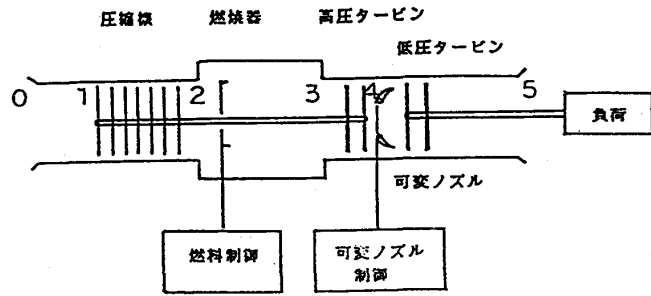 圧縮機
燃焼器
高圧タービン
低圧タービン
0
1
2
3
4
5
負荷
可変ノズル
燃料制御
可変ノズル
制御